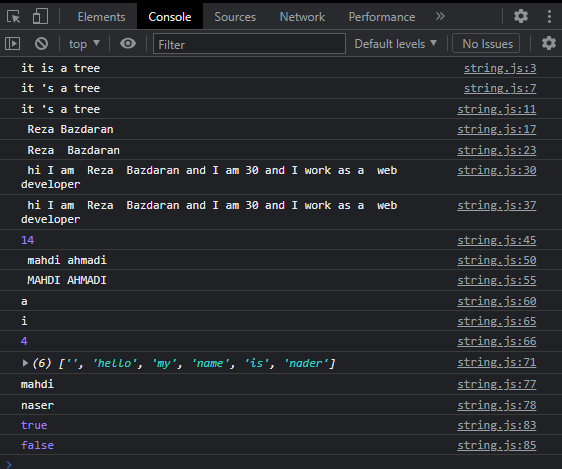 Elements Console Sources Network Performance »
top ▼ Filter Default levels ▼ No Issues
it is a tree string.js:3
it 's a tree string.js:7
it 's a tree string.js:11
Reza Bazdaran string.js:17
Reza  Bazdaran string.js:23
hi I am  Reza  Bazdaran and I am 30 and I work as a  web string.js:30
developer
hi I am  Reza  Bazdaran and I am 30 and I work as a  web string.js:37
developer
14 string.js:45
mahdi ahmadi string.js:50
MAHDI AHMADI string.js:55
a string.js:60
i string.js:65
4 string.js:66
▶ (6) ['', 'hello', 'my', 'name', 'is', 'nader'] string.js:71
mahdi string.js:77
naser string.js:78
true string.js:83
false string.js:85
>